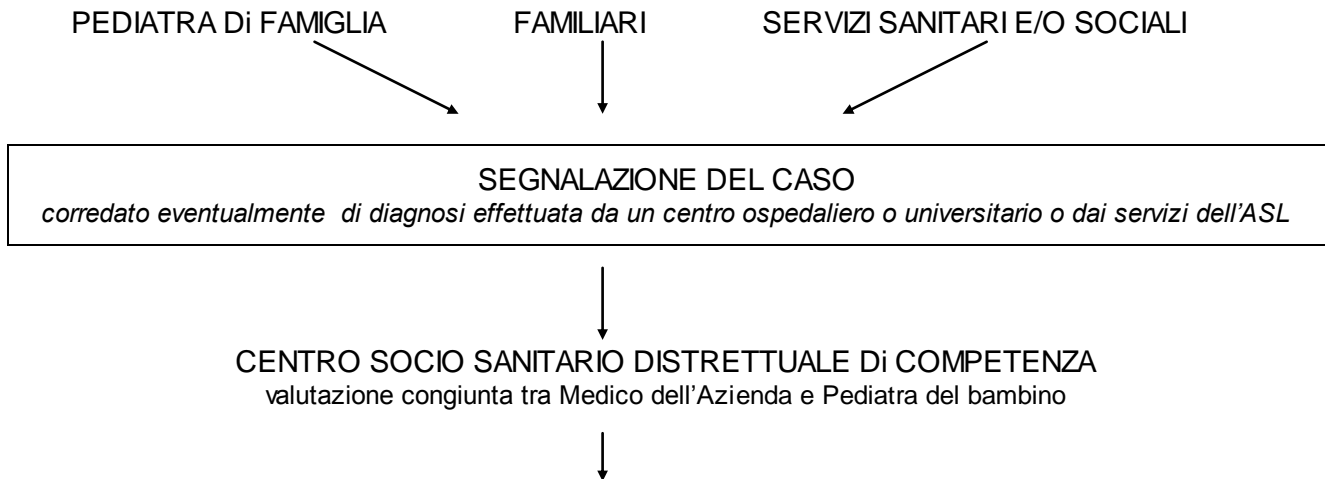 PEDIATRA Di FAMIGLIA FAMILIARI SERVIZI SANITARI E/O SOCIALI
SEGNALAZIONE DEL CASO
corredato eventualmente di diagnosi effettuata da un centro ospedaliero o universitario o dai servizi dell'ASL
CENTRO SOCIO SANITARIO DISTRETTUALE Di COMPETENZA
valutazione congiunta tra Medico dell'Azienda e Pediatra del bambino